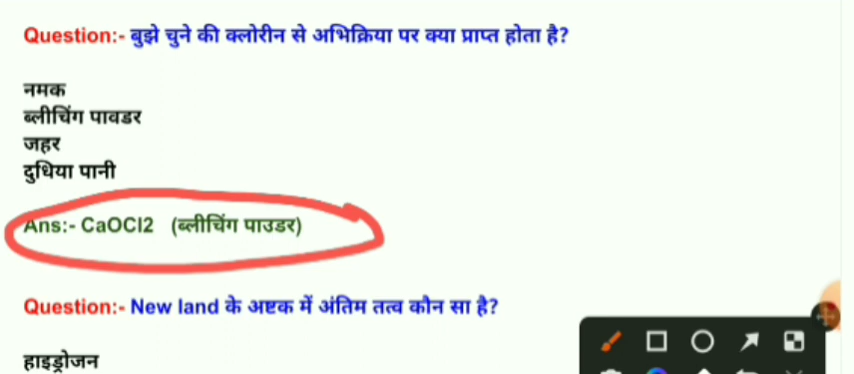 Question:- बुझे चुने की क्लोरीन से अभिक्रिया पर क्या प्राप्त होता है?
नमक
ब्लीचिंग पावडर
जहर
दुधिया पानी
Ans:- CaOCl2 (ब्लीचिंग पाउडर)
Question:- New land के अष्टक में अंतिम तत्व कौन सा है?
हाइड्रोजन